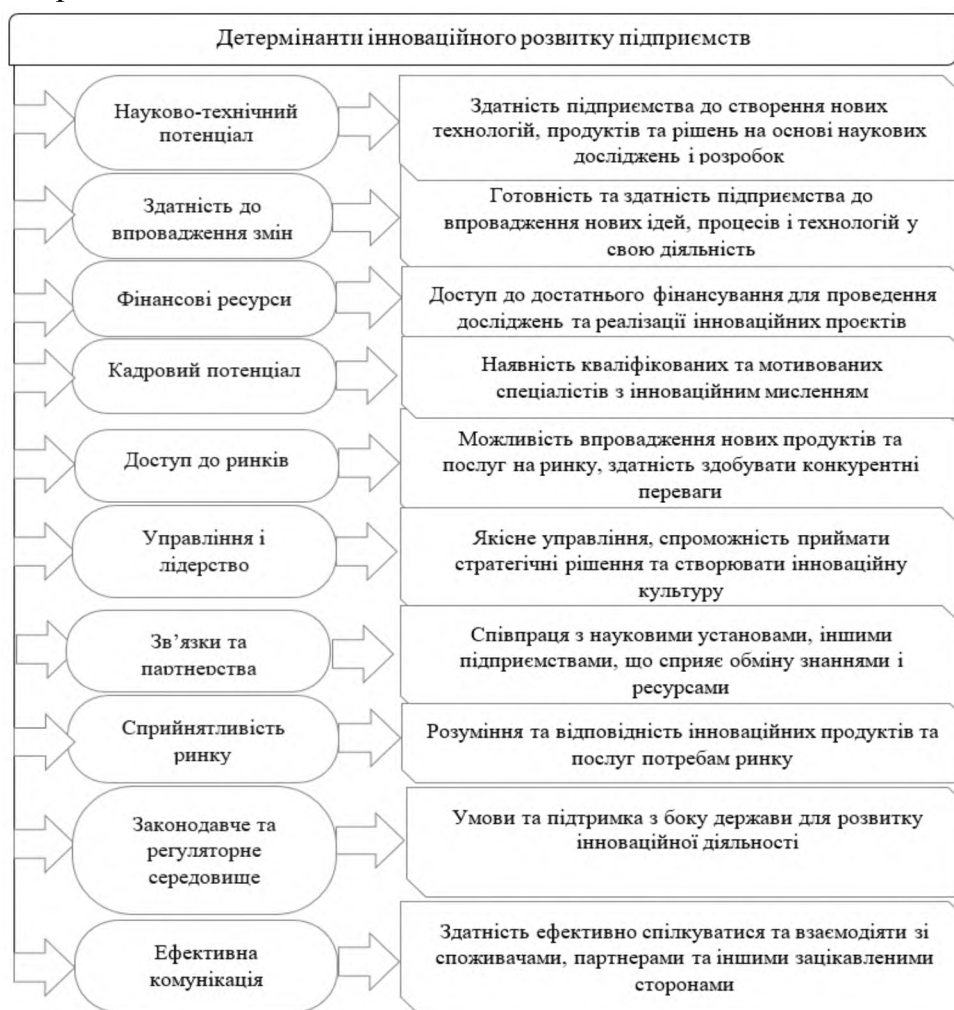 Детермінанти інноваційного розвитку підприємств
Науково-технічний
потенціал
Здатність підприємства до створення нових
технологій, продуктів та рішень на основі наукових
досліджень і розробок
Здатність до
впровадження змін
Готовність та здатність підприємства до
впровадження нових ідей, процесів і технологій у
свою діяльність
Фінансові ресурси
Доступ до достатнього фінансування для проведення
досліджень та реалізації інноваційних проєктів
Кадровий потенціал
Наявність кваліфікованих та мотивованих
спеціалістів з інноваційним мисленням
Доступ до ринків
Можливість впровадження нових продуктів та
послуг на ринку, здатність здобувати конкурентні
переваги
Управління і
лідерство
Якісне управління, спроможність приймати
стратегічні рішення та створювати інноваційну
культуру
Зв’язки та
партнерства
Співпраця з науковими установами, іншими
підприємствами, що сприяє обміну знаннями і
ресурсами
Сприйнятливість
ринку
Розуміння та відповідність інноваційних продуктів та
послуг потребам ринку
Законодавче та
регуляторне
середовище
Умови та підтримка з боку держави для розвитку
інноваційної діяльності
Ефективна
комунікація
Здатність ефективно спілкуватися та взаємодіяти зі
споживачами, партнерами та іншими зацікавленими
сторонами